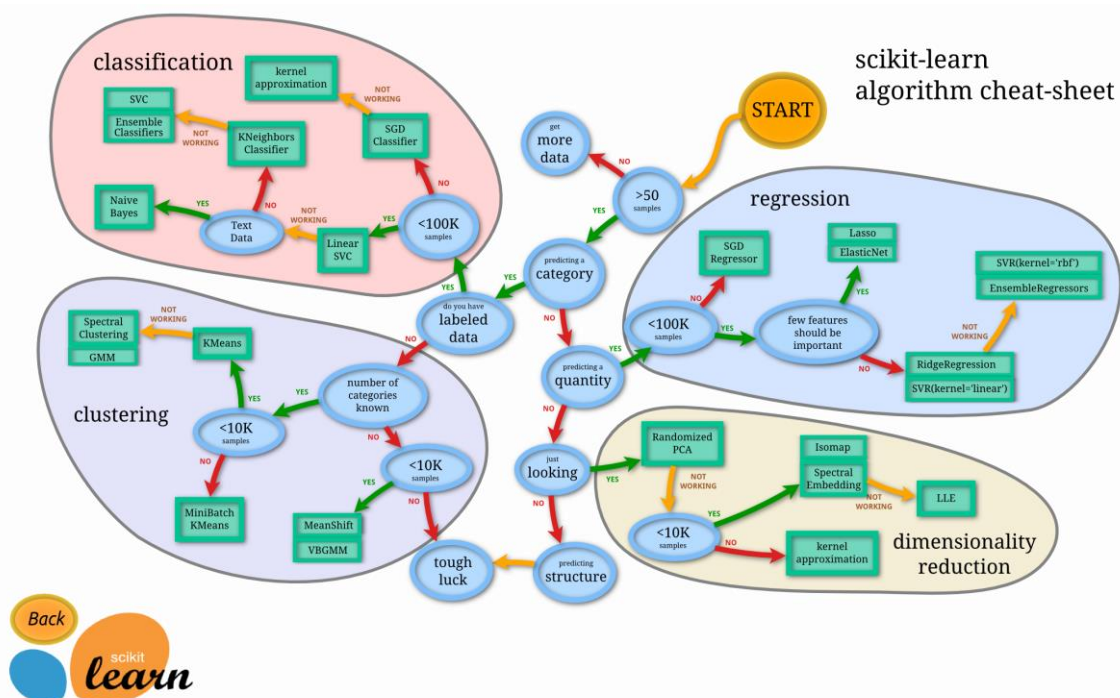 scikit-learn
algorithm cheat-sheet
START
classification
kernel
approximation
NOT
WORKING
SVC
Ensemble
Classifiers
NOT
WORKING
KNeighbors
Classifier
SGD
Classifier
NO
NO
Naive
Bayes
YES
Text
Data
NOT
WORKING
Linear
SVC
YES
<100K
samples
YES
get
more
data
NO
>50
samples
YES
predicting a
category
YES
NO
do you have
labeled
data
NO
predicting a
quantity
YES
NO
just
looking
YES
NO
predicting
structure
tough
luck
regression
SGD
Regressor
NO
<100K
samples
YES
Lasso
ElasticNet
YES
few features
should be
important
NO
SVR(kernel='rbf')
EnsembleRegressors
NOT
WORKING
RidgeRegression
SVR(kernel='linear')
clustering
Spectral
Clustering
GMM
NOT
WORKING
KMeans
YES
number of
categories
known
YES
NO
<10K
samples
NO
MiniBatch
KMeans
<10K
samples
YES
NO
MeanShift
VBGMM
Randomized
PCA
NOT
WORKING
<10K
samples
YES
NO
Isomap
Spectral
Embedding
NOT
WORKING
LLE
kernel
approximation
dimensionality
reduction
Back
scikit
learn